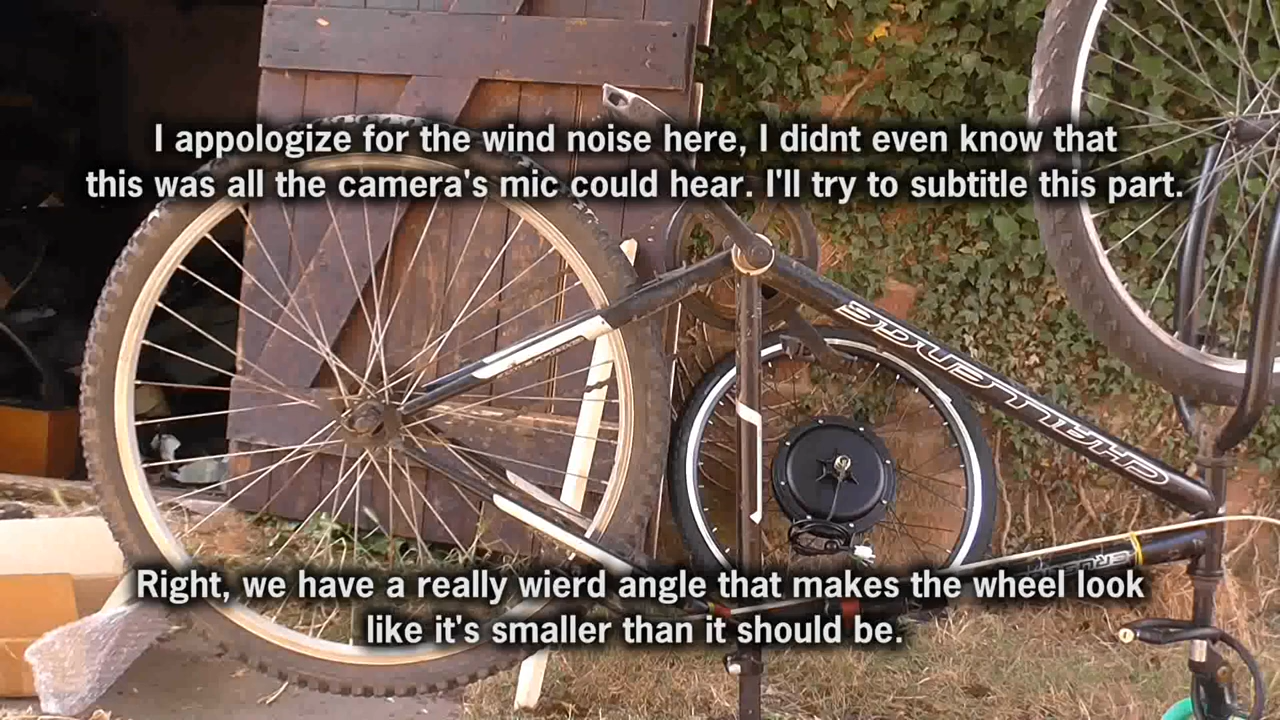 I appologize for the wind noise here, I didnt even know that
this was all the camera's mic could hear. I'll try to subtitle this part.
CHALLENGE
Right, we have a really wierd angle that makes the wheel look
like it's smaller than it should be.